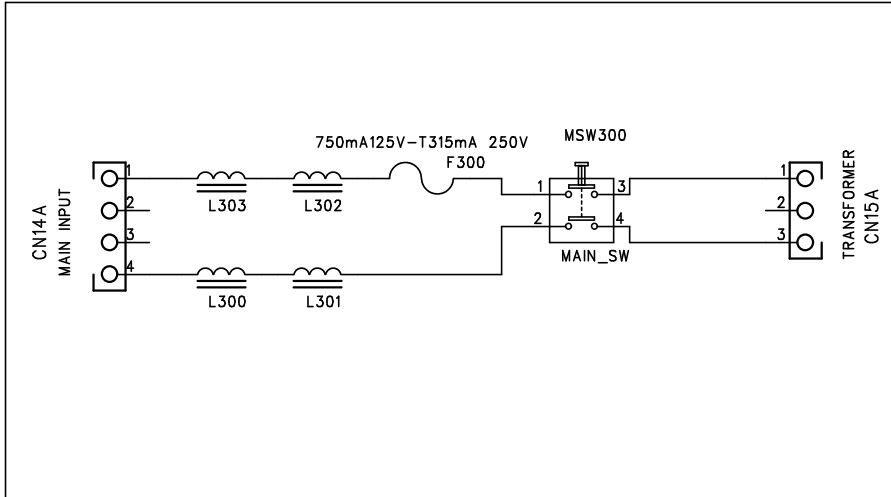 750mA125V-T315mA 250V
F300
MSW300
CN14A
MAIN INPUT
1
2
3
4
L303
L302
L300
L301
1
2
3
4
MAIN_SW
1
2
3
TRANSFORMER
CN15A